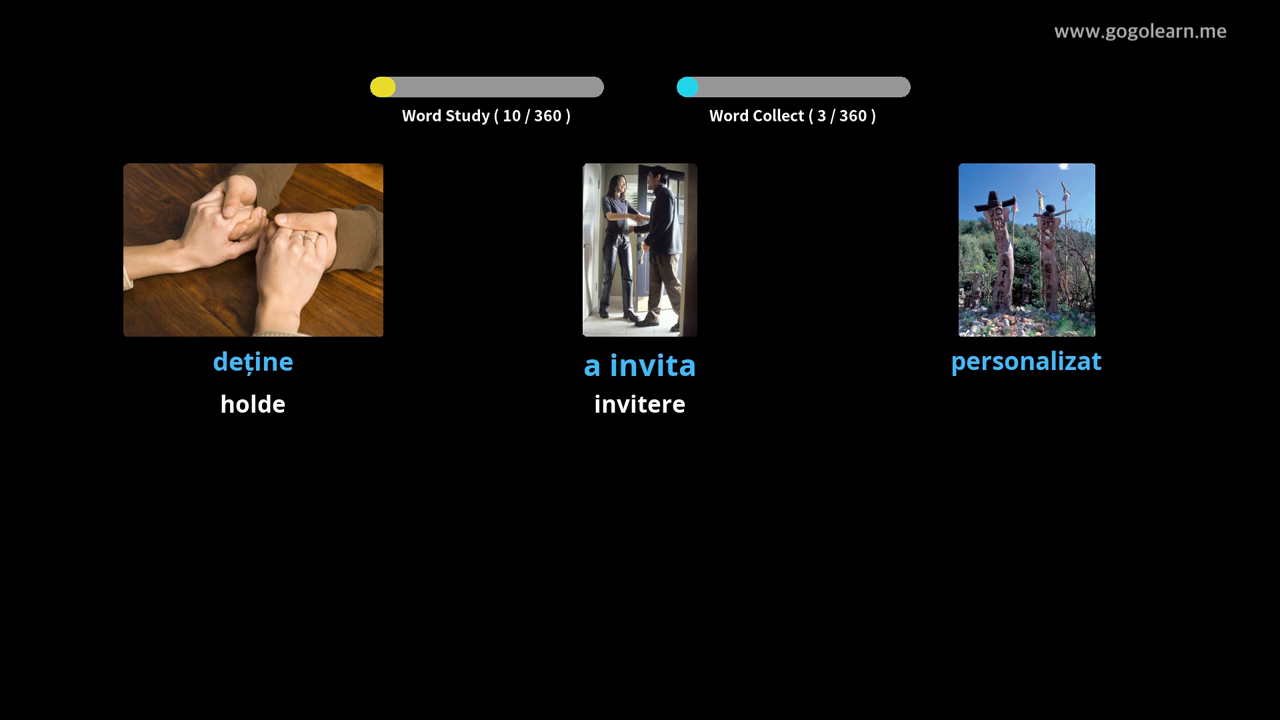 www.gogolearn.me
Word Study ( 10 / 360 )
Word Collect ( 3 / 360 )
deține
a invita
personalizat
holde
invitere